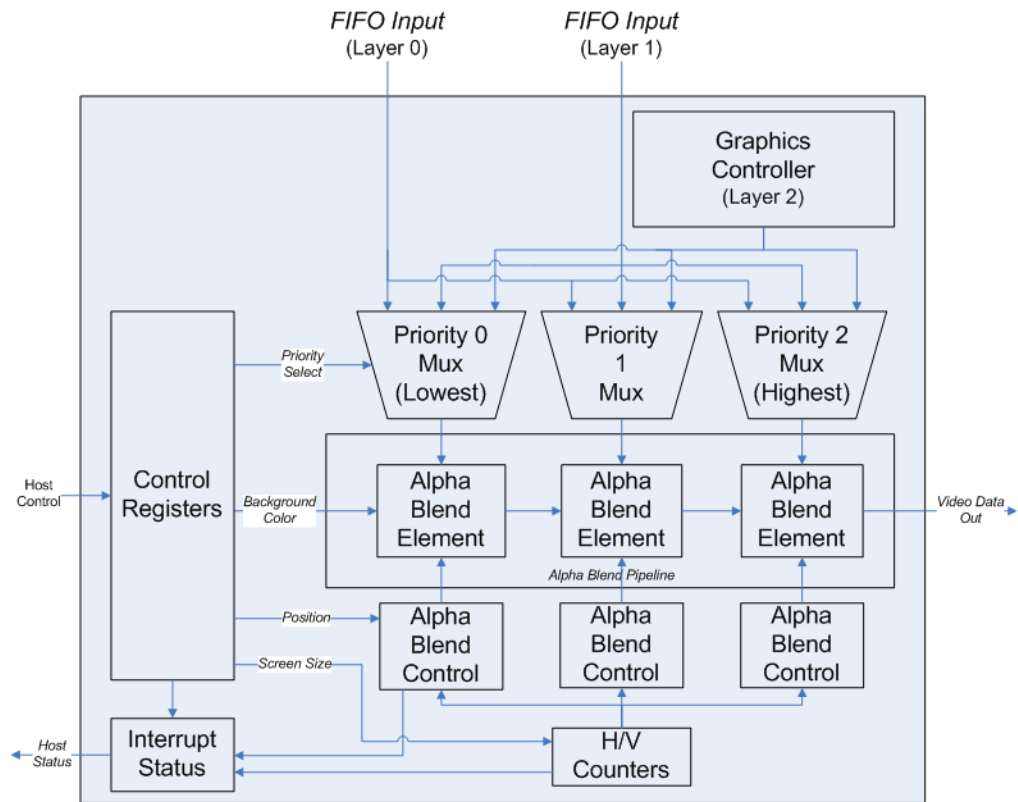 FIFO Input
(Layer 0)
FIFO Input
(Layer 1)
Graphics
Controller
(Layer 2)
Priority 0
Mux
(Lowest)
Priority
1
Mux
Priority 2
Mux
(Highest)
Priority
Select
Host
Control
Control
Registers
Background
Color
Alpha
Blend
Element
Alpha
Blend
Element
Alpha
Blend
Element
Video Data
Out
Alpha Blend Pipeline
Position
Alpha
Blend
Control
Alpha
Blend
Control
Alpha
Blend
Control
Screen Size
Host
Status
Interrupt
Status
H/V
Counters